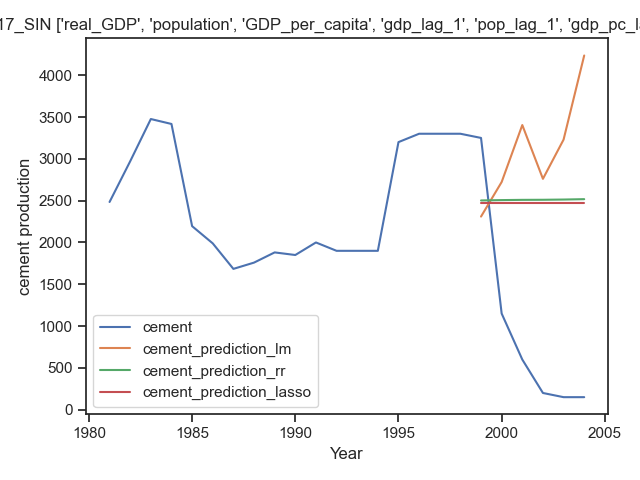 17_SIN ['real_GDP', 'population', 'GDP_per_capita', 'gdp_lag_1', 'pop_lag_1', 'gdp_pc_l
cement production
4000
3500
3000
2500
2000
1500
1000
500
0
cement
cement_prediction_lm
cement_prediction_rr
cement_prediction_lasso
1980
1985
1990
1995
2000
2005
Year